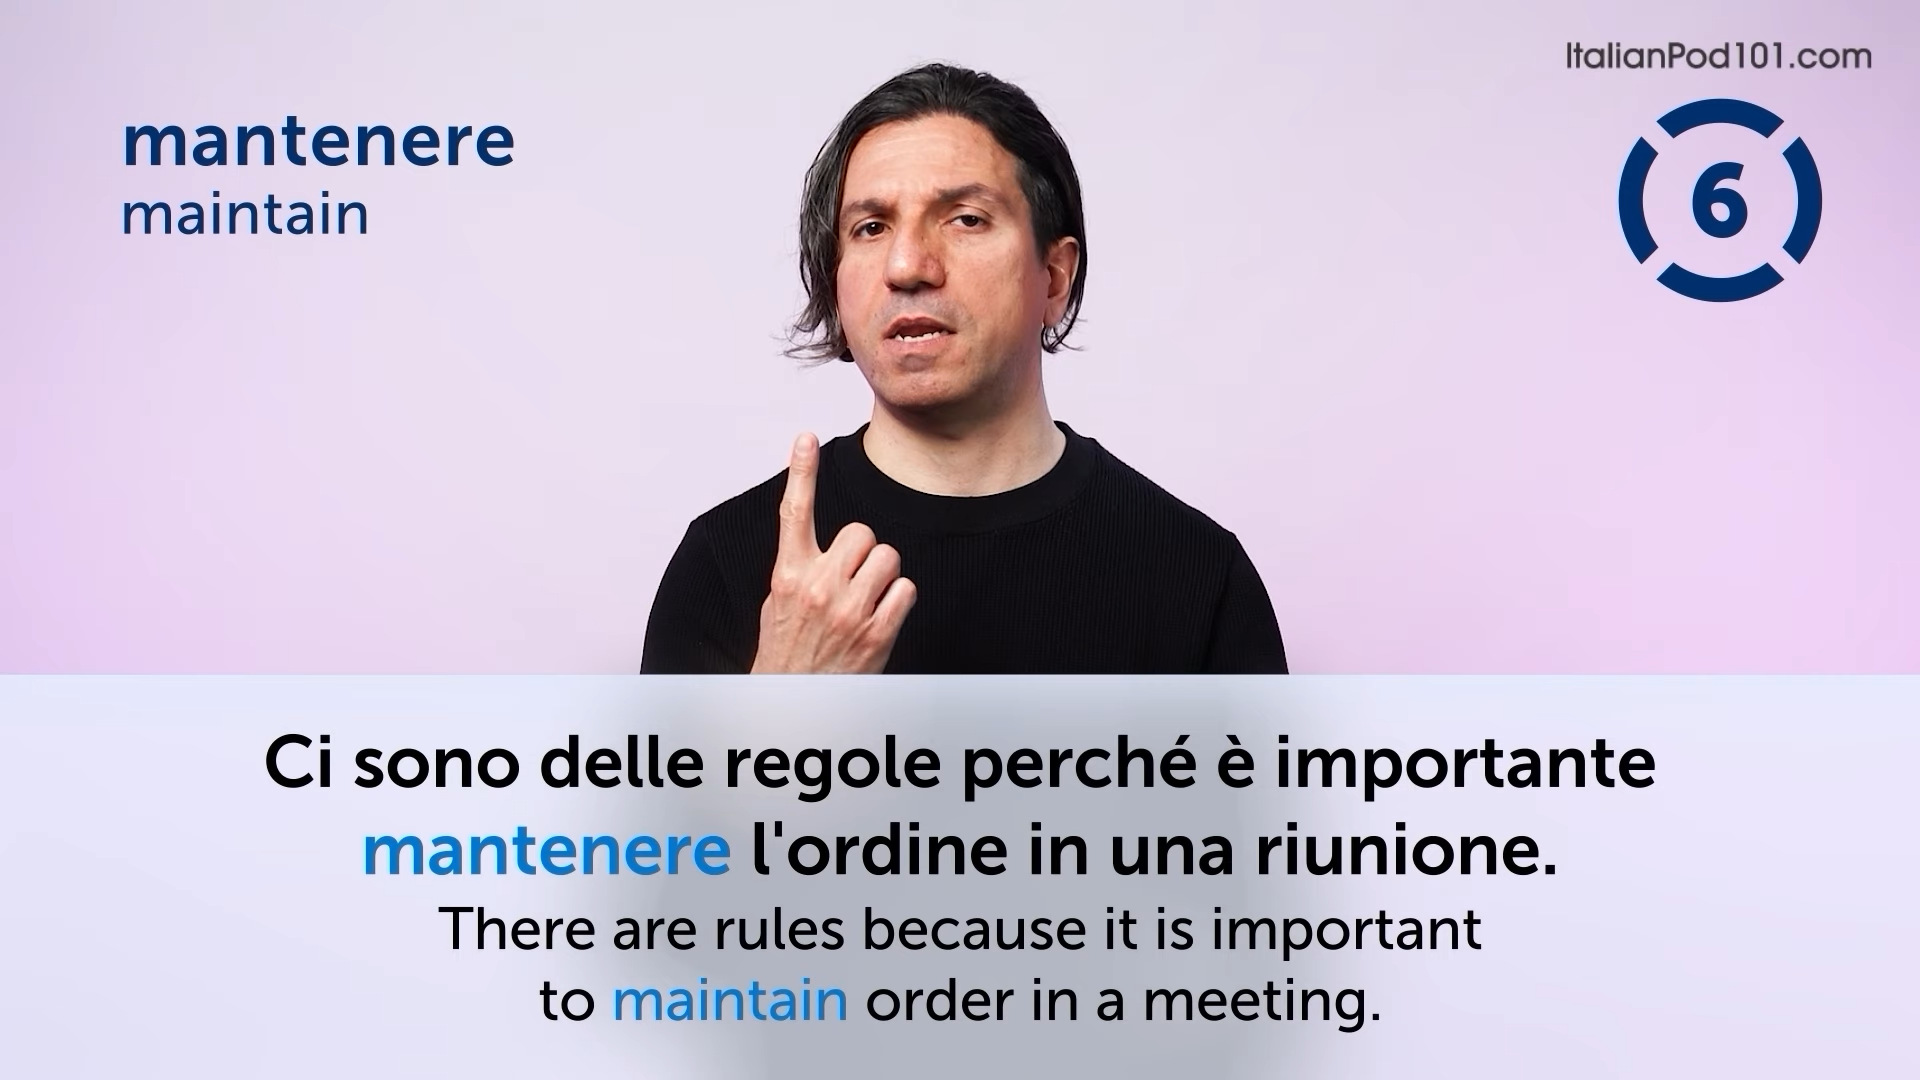 ItalianPod101.com
mantenere
maintain
6
Ci sono delle regole perché è importante
mantenere l'ordine in una riunione.
There are rules because it is important
to maintain order in a meeting.